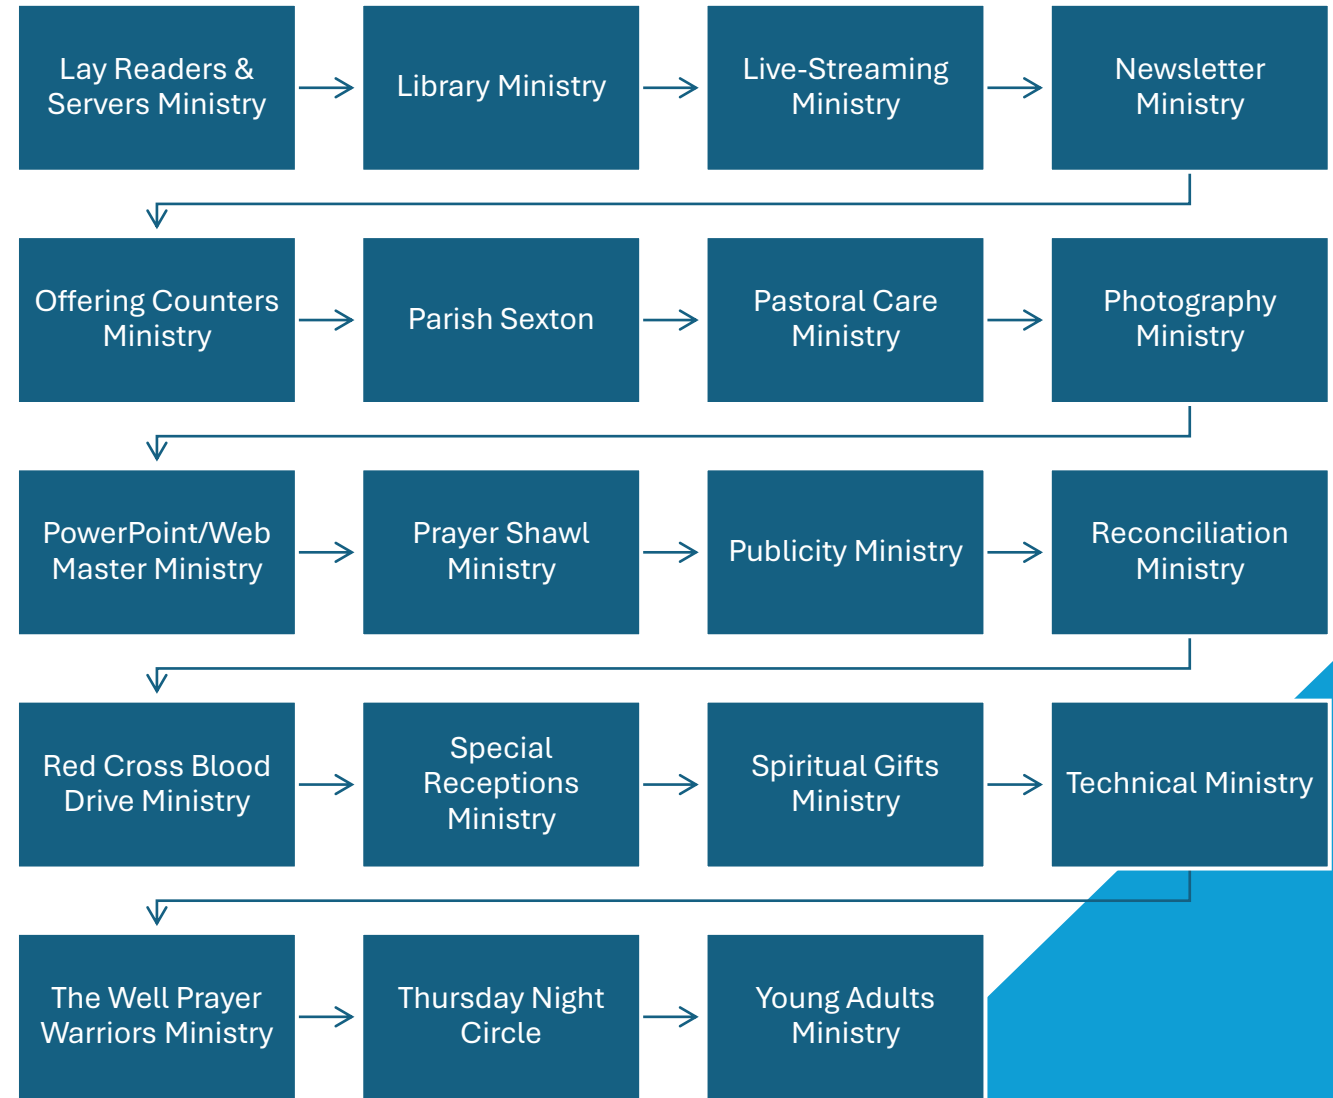 Lay Readers &
Servers Ministry
Library Ministry
Live-Streaming
Ministry
Newsletter
Ministry
Offering Counters
Ministry
Parish Sexton
Pastoral Care
Ministry
Photography
Ministry
PowerPoint/Web
Master Ministry
Prayer Shawl
Ministry
Publicity Ministry
Reconciliation
Ministry
Red Cross Blood
Drive Ministry
Special
Receptions
Ministry
Spiritual Gifts
Ministry
Technical Ministry
The Well Prayer
Warriors Ministry
Thursday Night
Circle
Young Adults
Ministry